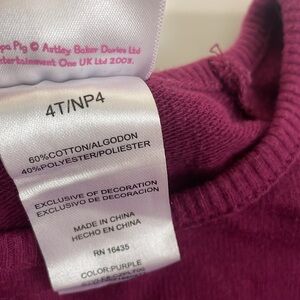 pa Pig © Astley Baker Davies Ltd
ntertainment One UK Ltd 2003.
4T/NP4
60%COTTON/ALGODON
40%POLYESTER/POLIESTER
EXCLUSIVE OF DECORATION
EXCLUSIVO DE DECORACION
MADE IN CHINA
HECHO EN CHINA
RN 16435
COLOR:PURPLE